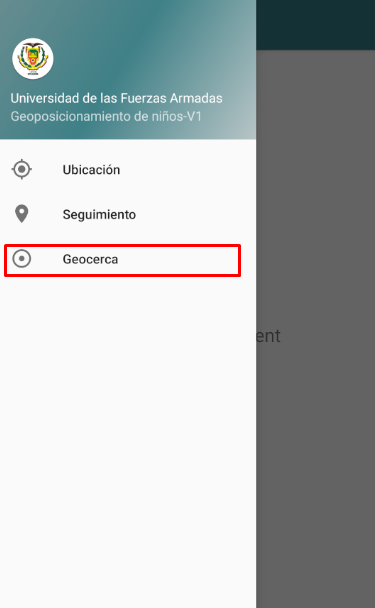 Universidad de las Fuerzas Armadas
Geoposicionamiento de niños-V1
Ubicación
Seguimiento
Geocerca
ent